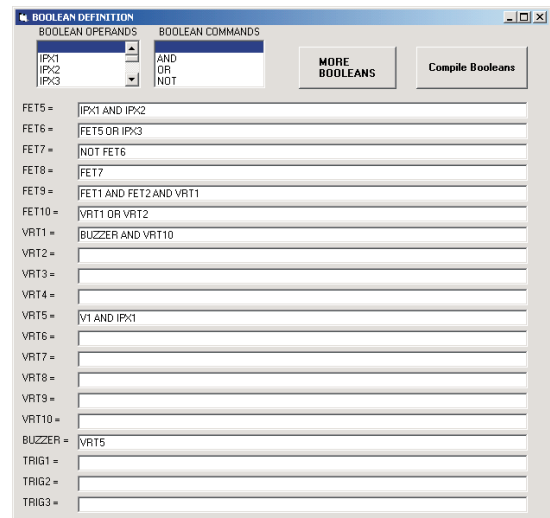 BOOLEAN DEFINITION
BOOLEAN OPERANDS BOOLEAN COMMANDS
IPX1
IPX2
IPX3
AND
OR
NOT
MORE
BOOLEANS
Compile Booleans
FET5 = IPX1 AND IPX2
FET6 = FET5 OR IPX3
FET7 = NOT FET6
FET8 = FET7
FET9 = FET1 AND FET2 AND VRT1
FET10 = VRT1 OR VRT2
VRT1 = BUZZER AND VRT10
VRT2 =
VRT3 =
VRT4 =
VRT5 = V1 AND IPX1
VRT6 =
VRT7 =
VRT8 =
VRT9 =
VRT10 =
BUZZER = VRT5
TRIG1 =
TRIG2 =
TRIG3 =